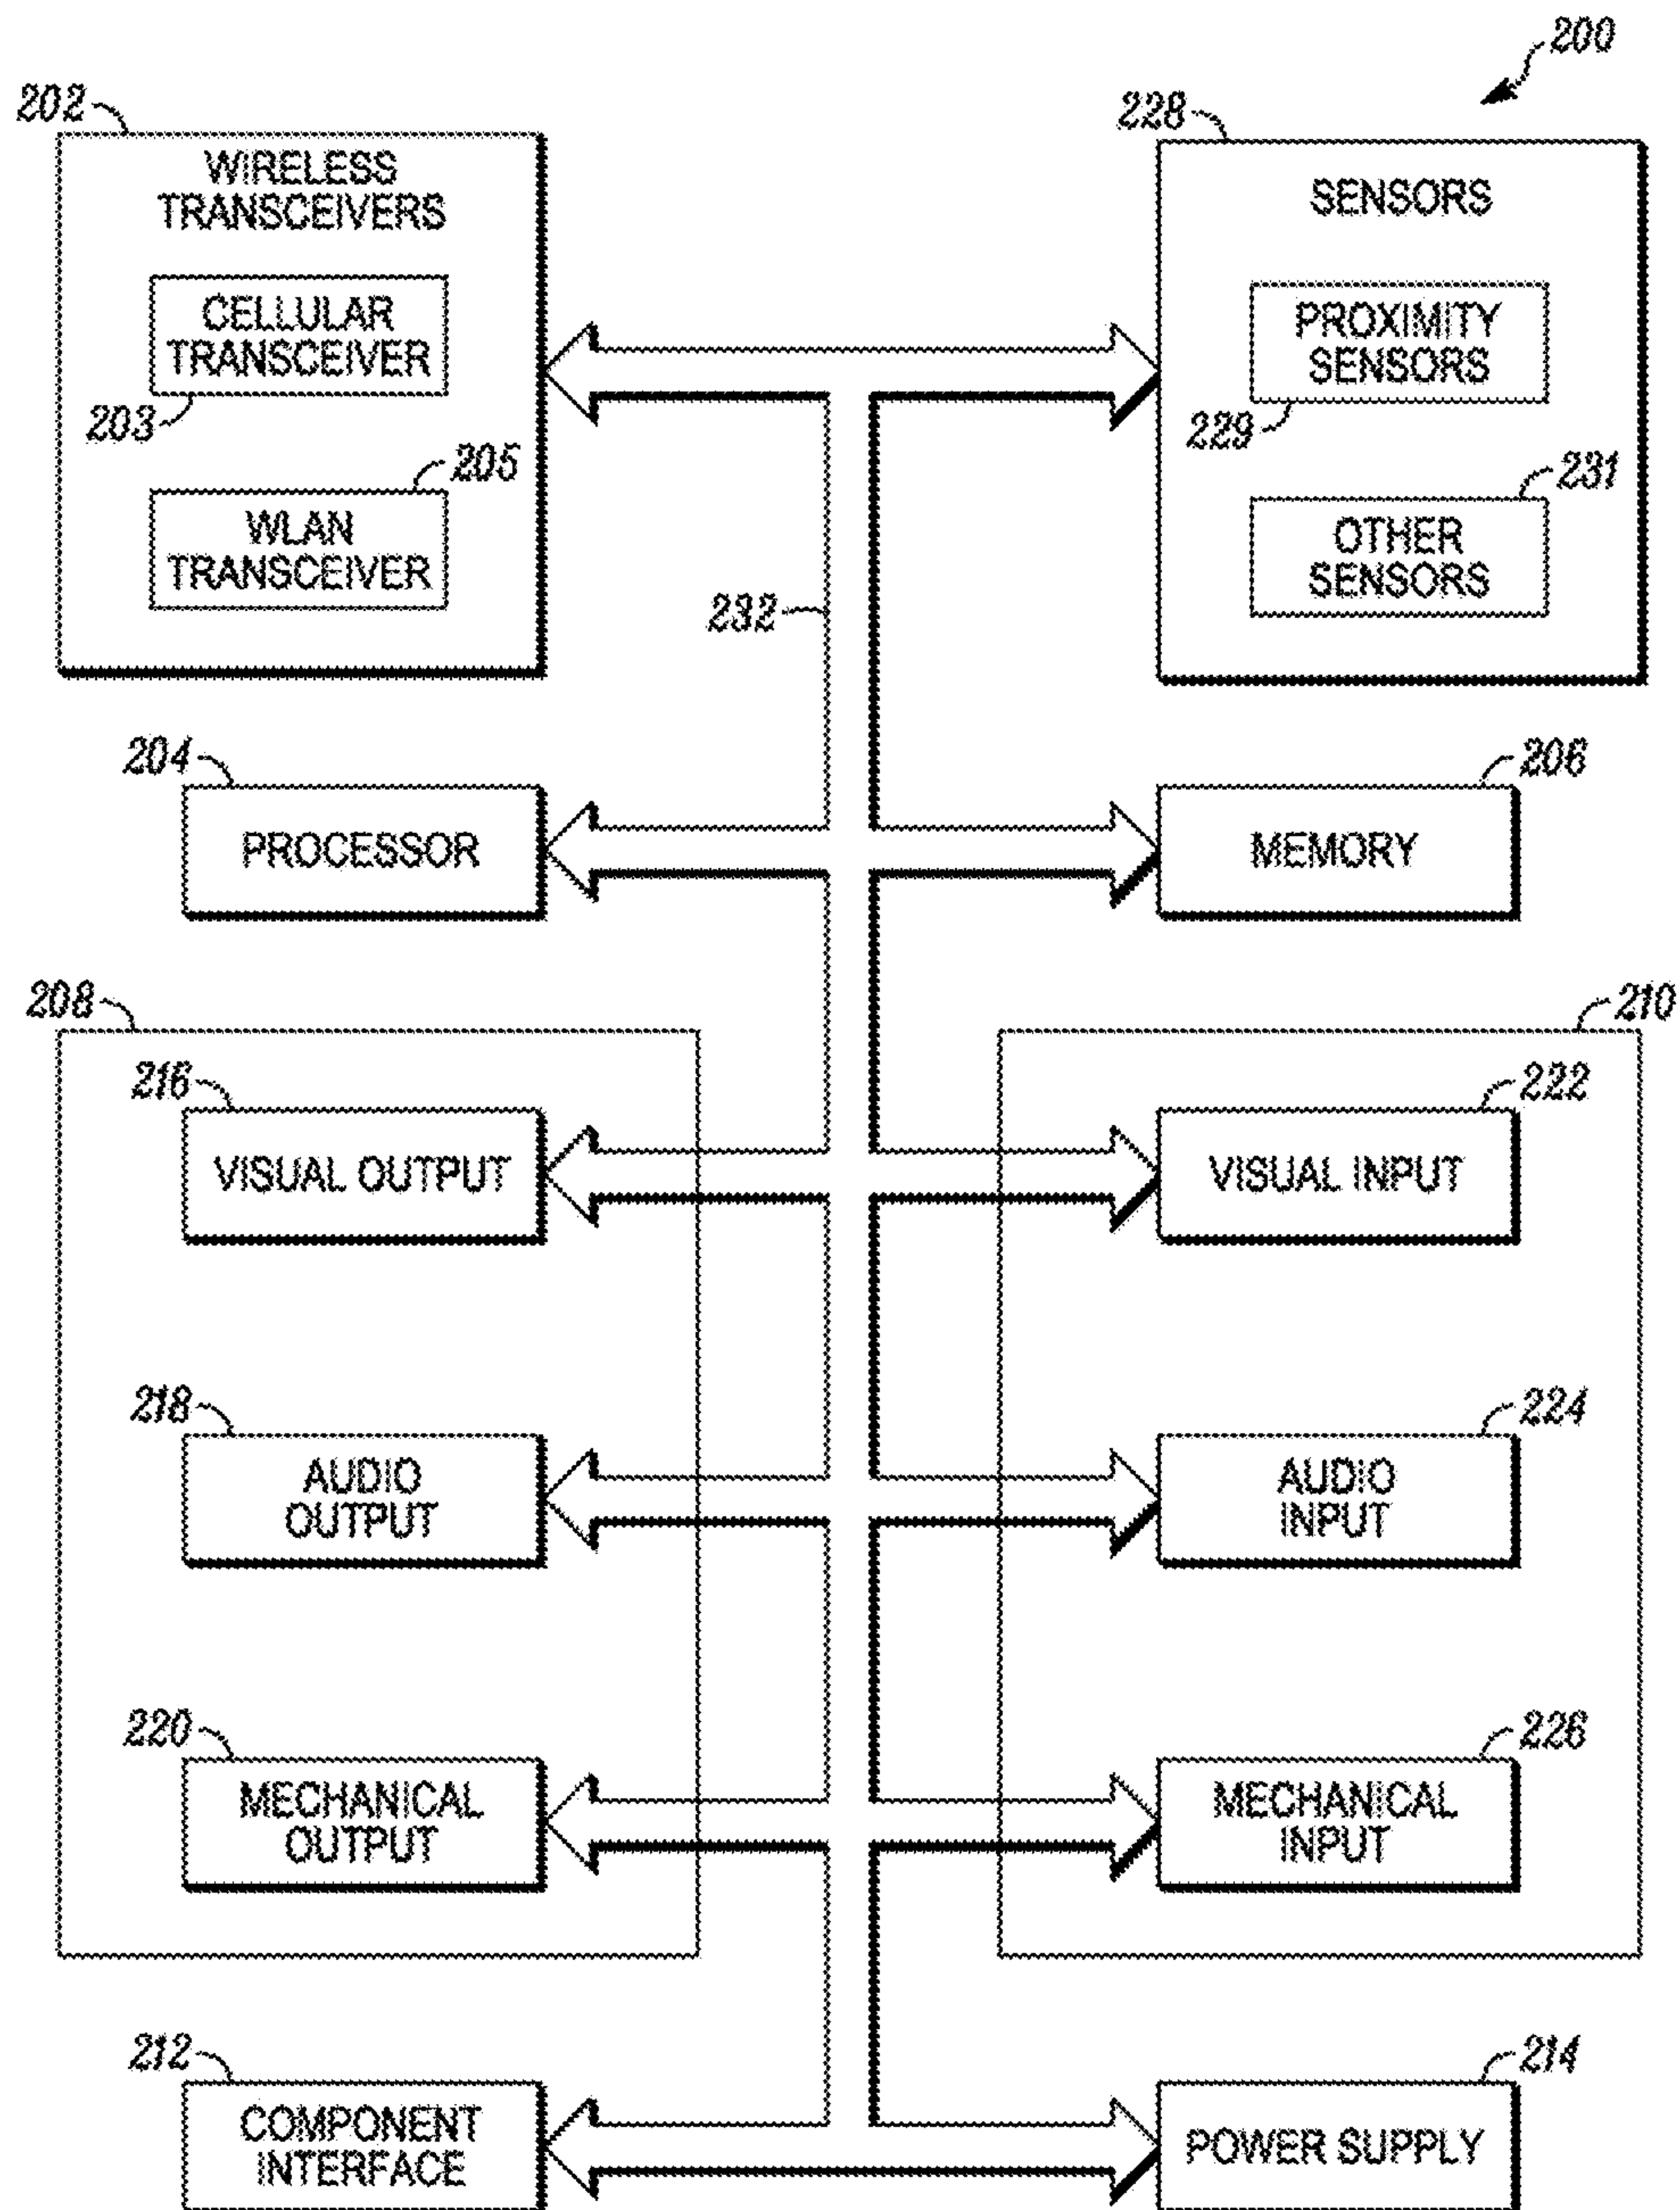 200
202
228
WIRELESS
TRANSCEIVERS
SENSORS
CELLULAR
TRANSCEIVER
PROXIMITY
SENSORS
203
229
205
231
WLAN
TRANSCEIVER
OTHER
SENSORS
232
204
206
PROCESSOR
MEMORY
208
210
216
222
VISUAL OUTPUT
VISUAL INPUT
218
224
AUDIO
OUTPUT
AUDIO
INPUT
220
226
MECHANICAL
OUTPUT
MECHANICAL
INPUT
212
214
COMPONENT
INTERFACE
POWER SUPPLY